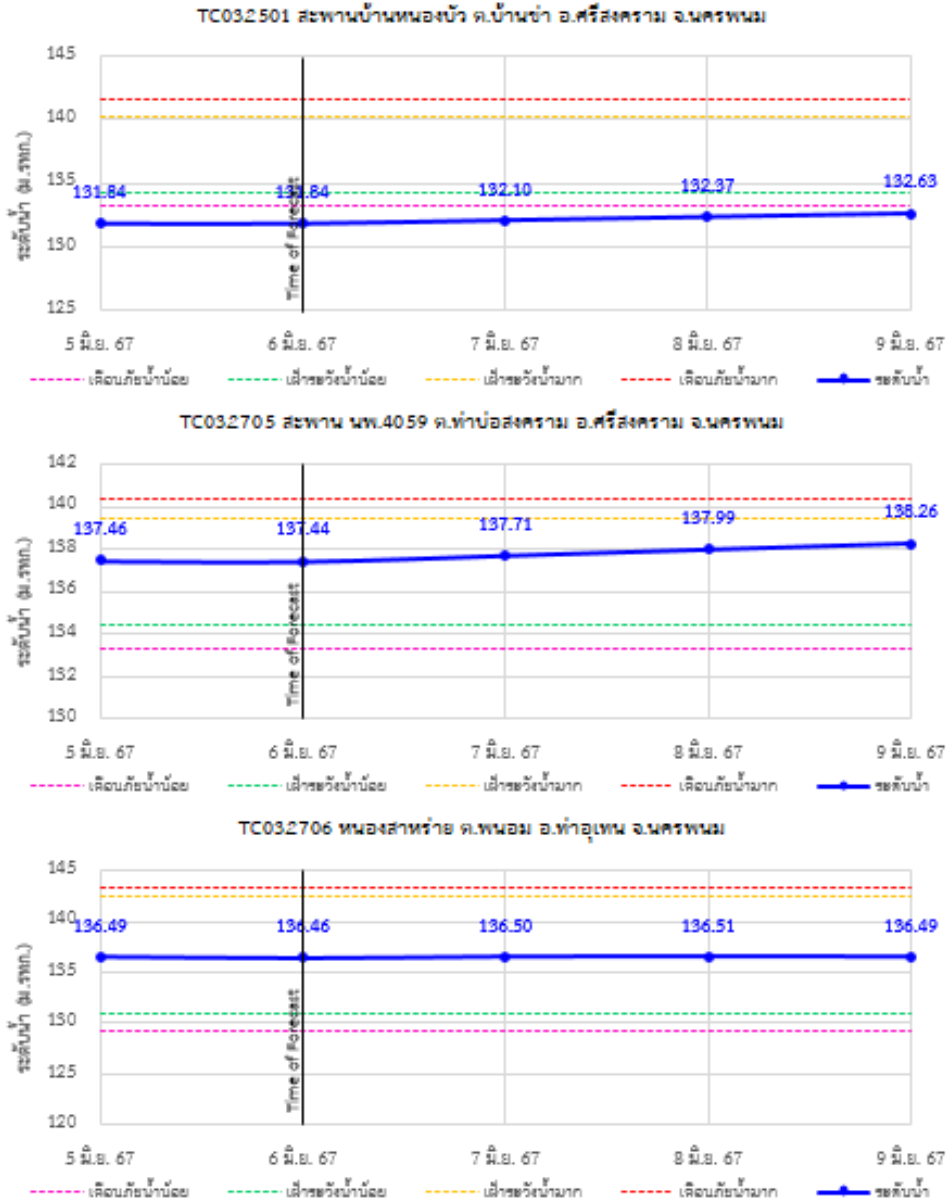 TC032501 สะพานบ้านหนองบัว ต.บ้านข่า อ.ศรีสงคราม จ.นครพนม
145
140
135
130
125
ระดับน้ำ (ม.รทก.)
131.84 131.84 132.10 132.37 132.63
Time of Forecast
5 มิ.ย. 67 6 มิ.ย. 67 7 มิ.ย. 67 8 มิ.ย. 67 9 มิ.ย. 67
เตือนภัยน้ำน้อย เฝ้าระวังน้ำน้อย เฝ้าระวังน้ำมาก เตือนภัยน้ำมาก ระดับน้ำ
TC032705 สะพาน นพ.4059 ต.ท่าบ่อสงคราม อ.ศรีสงคราม จ.นครพนม
142
140
138
136
134
132
130
ระดับน้ำ (ม.รทก.)
137.46 137.44 137.71 137.99 138.26
Time of Forecast
5 มิ.ย. 67 6 มิ.ย. 67 7 มิ.ย. 67 8 มิ.ย. 67 9 มิ.ย. 67
เตือนภัยน้ำน้อย เฝ้าระวังน้ำน้อย เฝ้าระวังน้ำมาก เตือนภัยน้ำมาก ระดับน้ำ
TC032706 หนองสาหร่าย ต.พนอม อ.ท่าอุเทน จ.นครพนม
145
140
135
130
125
120
ระดับน้ำ (ม.รทก.)
136.49 136.46 136.50 136.51 136.49
Time of Forecast
5 มิ.ย. 67 6 มิ.ย. 67 7 มิ.ย. 67 8 มิ.ย. 67 9 มิ.ย. 67
เตือนภัยน้ำน้อย เฝ้าระวังน้ำน้อย เฝ้าระวังน้ำมาก เตือนภัยน้ำมาก ระดับน้ำ